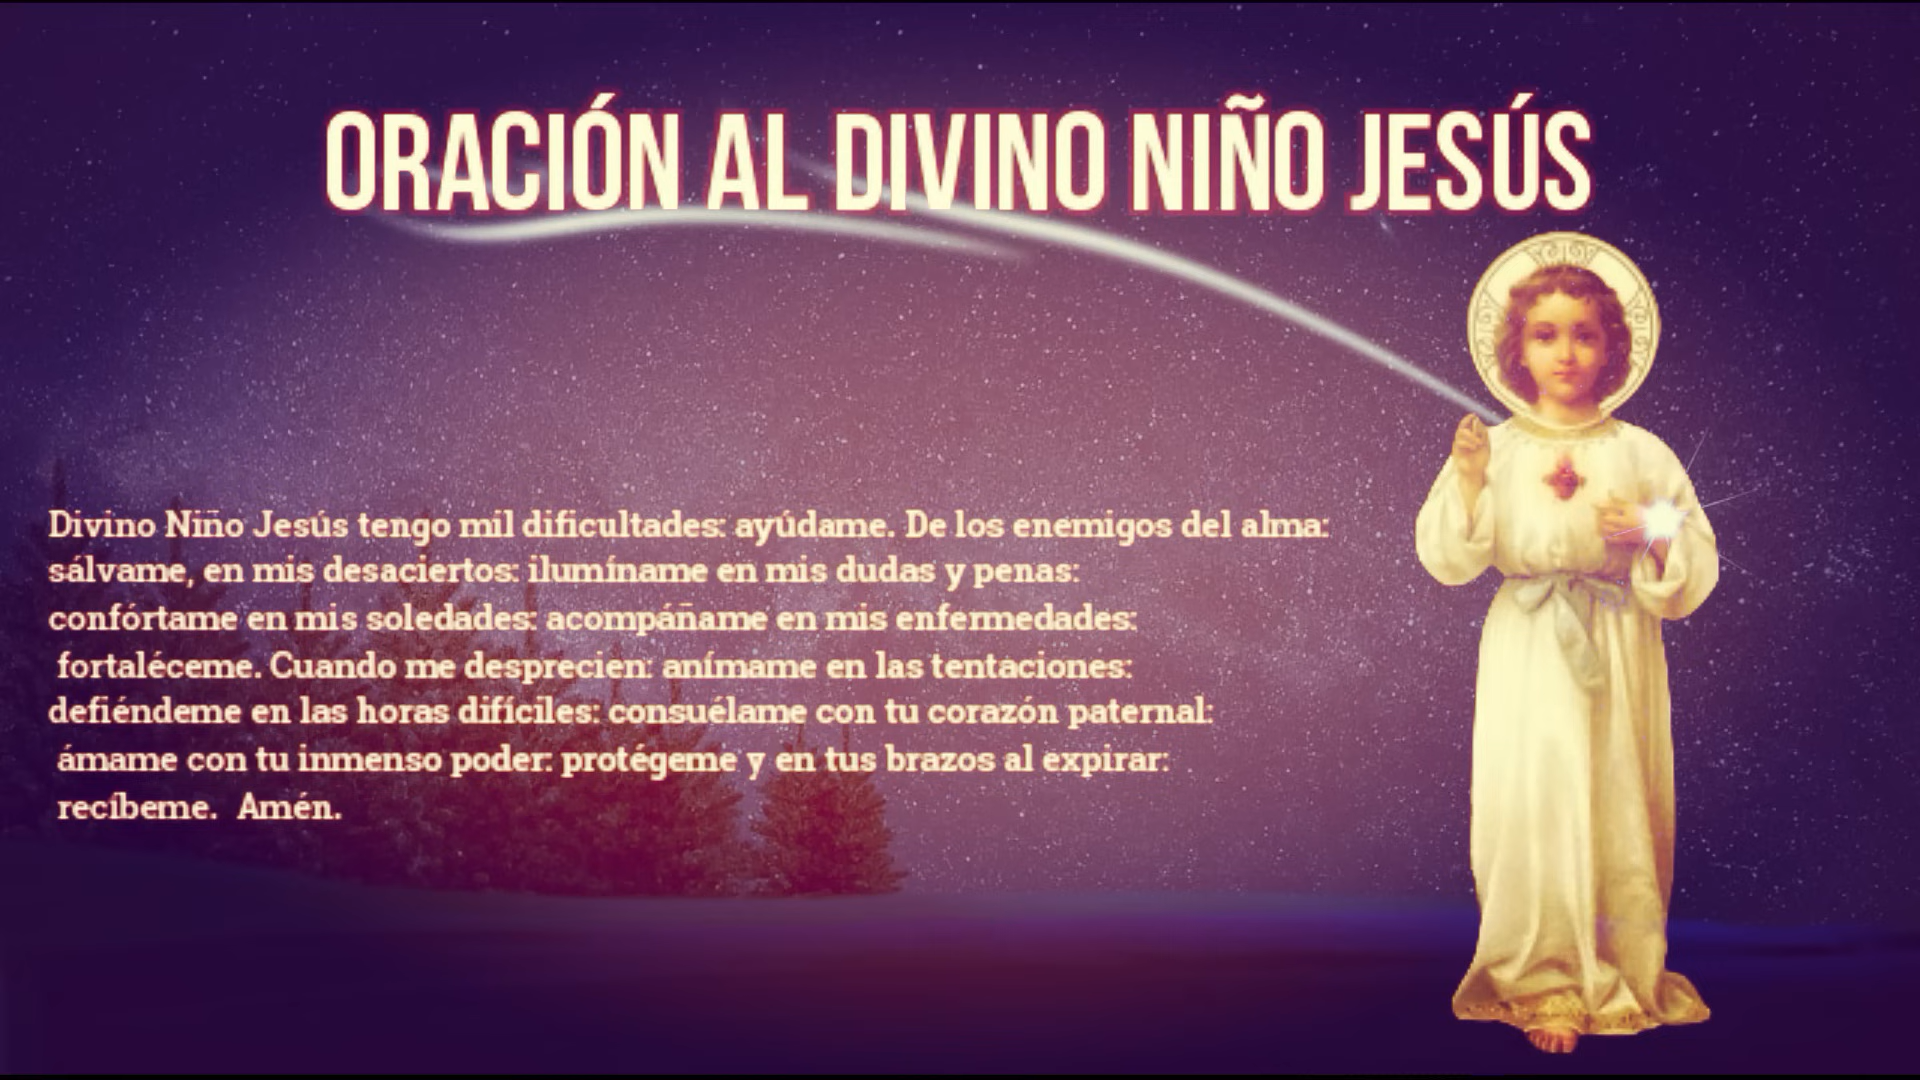 ORACIÓN AL DIVINO NIÑO JESÚS
Divino Niño Jesús tengo mil dificultades: ayúdame. De los enemigos del alma:
sálvame, en mis desaciertos: ilumíname en mis dudas y penas:
confórtame en mis soledades: acompáñame en mis enfermedades:
fortaléceme. Cuando me desprecien: anímame en las tentaciones:
defiéndeme en las horas difíciles: consuélame con tu corazón paternal:
ámame con tu inmenso poder: protégeme y en tus brazos al expirar:
recíbeme. Amén.